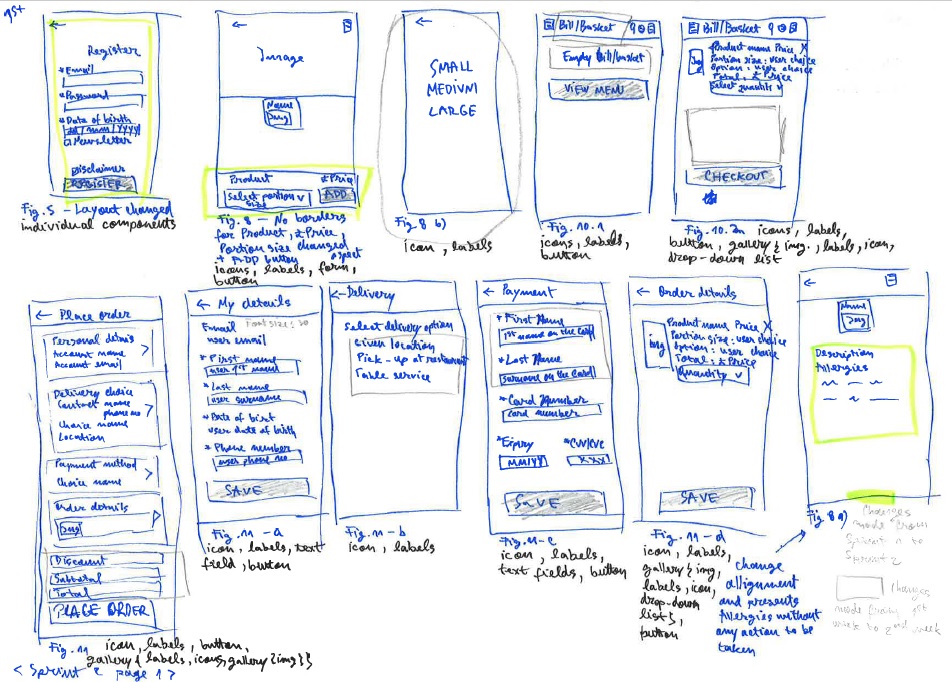 Register
*Email
*Password
*Date of birth
dd/mm/yyyy
Newsletter
Disclaimer
REGISTER
Fig. 5 - Layout changed
individual components
Image
Name
Img
Product ± Price
Select portion v ADD
size
Fig. 8 - No borders
for Product, ± Price,
Portion size changed
+ ADD button aspect
icons, labels, form,
button
SMALL
MEDIUM
LARGE
Fig 8 b)
icon, labels
Bill/Basket
Empty Bill/basket
VIEW MENU
Fig. 10.1
icons, labels,
button
Bill/Basket
Product name Price X
Portion size: user choice
Option: user choice
Total: ± Price
Select quantity v
CHECKOUT
Fig. 10.2a icons, labels,
button, gallery { img., labels, icon,
drop-down list
Place order
Personal details
Account name
Account email
Delivery choice
Contact name
phone no
Choice name
Location
Payment method
Choice name
Order details
Img
Discount
Subtotal
Total
PLACE ORDER
Fig. 11 icon, labels, button,
gallery { labels, icons, gallery {img}}
< Sprint 2 page 1 >
My details
Email Font size: 30
user email
* First name
user 1st name
* Last name
user surname
*Date of birt
user date of birth
* Phone number
user phone no
SAVE
Fig. 11 - a
icon, labels, text
field, button
Delivery
Select delivery option
Given location
Pick-up at restaurant
Table service
Fig. 11 - b
icon, labels
Payment
* First Name
1st name on the Card
* Last Name
Surname on the Card
*Card Number
Card number
*Expiry *CVV/CVC
MM/YY XXX
SAVE
Fig. 11 - c
icon, labels,
text fields, button
Order details
img
Product name Price X
Portion size: user choice
Option: user choice
Total: ± Price
Quantity v
SAVE
Fig. 11 - d
icon, labels,
gallery { img,
labels, icon,
drop-down
list},
button
Name
Img
Description
Allergies
Fig. 8 a)
change
allignment
and presents
Allergies without
any action to be
taken
Changes
made from
Sprint 1 to
Sprint 2
Changes
made from 1st
week to 2nd week